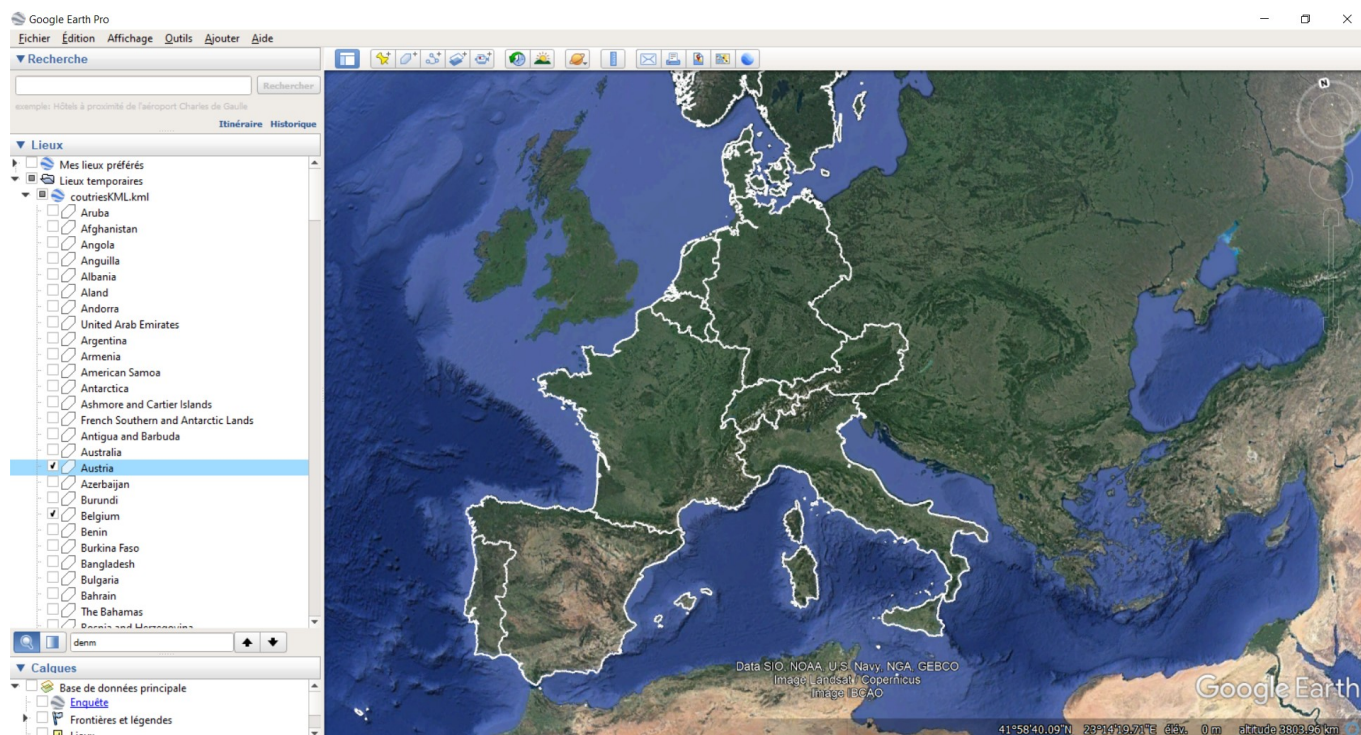 Google Earth Pro
Fichier Édition Affichage Outils Ajouter Aide
Recherche
Rechercher
exemple: Hôtels à proximité de l'aéroport Charles de Gaulle
Itinéraire Historique
Lieux
Mes lieux préférés
Lieux temporaires
coutriesKML.kml
Aruba
Afghanistan
Angola
Anguilla
Albania
Aland
Andorra
United Arab Emirates
Argentina
Armenia
American Samoa
Antarctica
Ashmore and Cartier Islands
French Southern and Antarctic Lands
Antigua and Barbuda
Australia
Austria
Azerbaijan
Burundi
Belgium
Benin
Burkina Faso
Bangladesh
Bulgaria
Bahrain
The Bahamas
Bosnia and Herzegovina
denm
Calques
Base de données principale
Enquête
Frontières et légendes
Lieux
N
Data SIO, NOAA, U.S. Navy, NGA, GEBCO
Image Landsat / Copernicus
Image IBCAO
Google Earth
41°58'40.09"N 23°14'19.71"E élév. 0 m altitude 3803.96 km